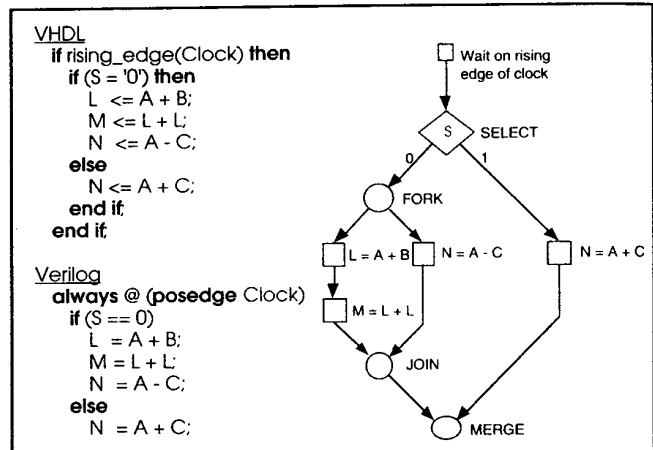 VHDL
if rising_edge(Clock) then
if (S = '0') then
L <= A + B;
M <= L + L;
N <= A - C;
else
N <= A + C;
end if;
end if;
Verilog
always @ (posedge Clock)
if (S == 0)
L = A + B;
M = L + L;
N = A - C;
else
N = A + C;
Wait on rising
edge of clock
S SELECT
0 1
FORK
L = A + B N = A - C N = A + C
M = L + L
JOIN
MERGE